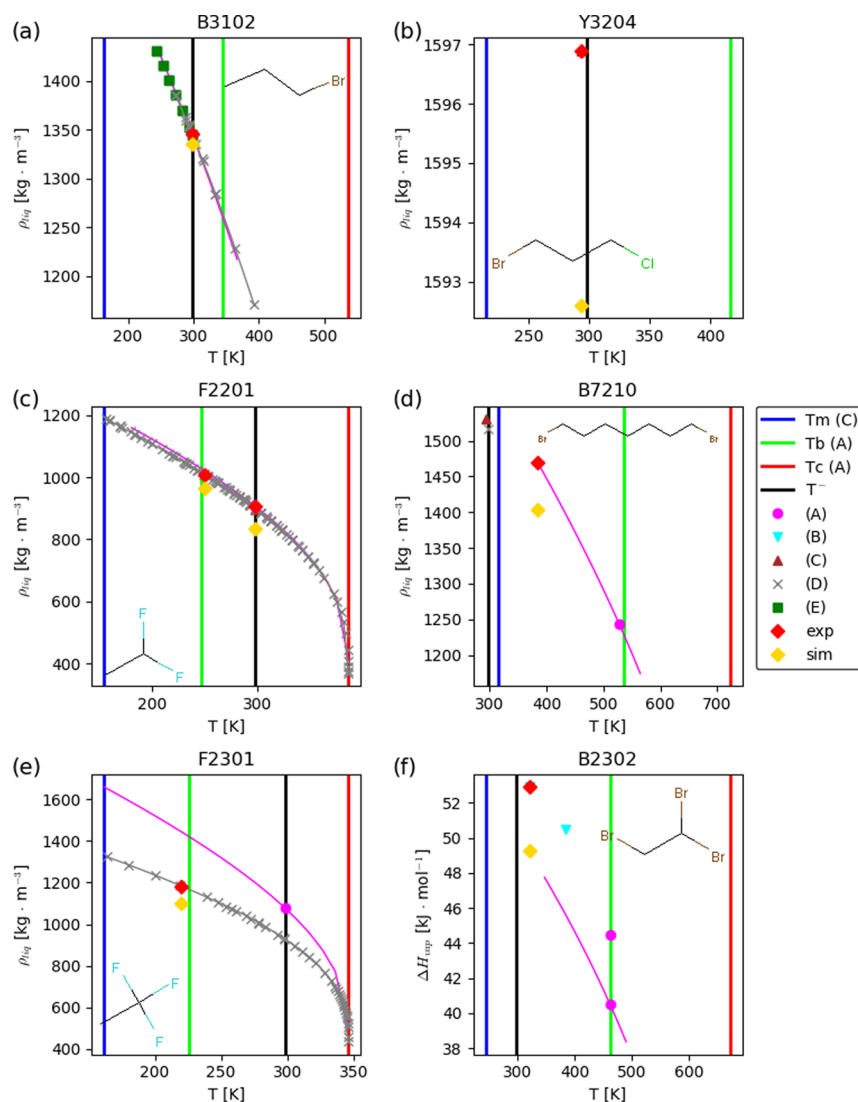 (a)
B3102
ρliq [kg · m−3]
1400
1350
1300
1250
1200
Br
200
300
400
500
T [K]
(b)
Y3204
ρliq [kg · m−3]
1597
1596
1595
1594
1593
Br
Cl
250
300
350
400
T [K]
(c)
F2201
ρliq [kg · m−3]
1200
1000
800
600
400
F
F
200
300
T [K]
(d)
B7210
ρliq [kg · m−3]
1500
1450
1400
1350
1300
1250
1200
Br
Br
300
400
500
600
700
T [K]
Tm (C)
Tb (A)
Tc (A)
T−
(A)
(B)
(C)
(D)
(E)
exp
sim
(e)
F2301
ρliq [kg · m−3]
1600
1400
1200
1000
800
600
400
F
F
F
200
250
300
350
T [K]
(f)
B2302
ΔHvap [kJ · mol−1]
52
50
48
46
44
42
40
38
Br
Br
Br
300
400
500
600
T [K]